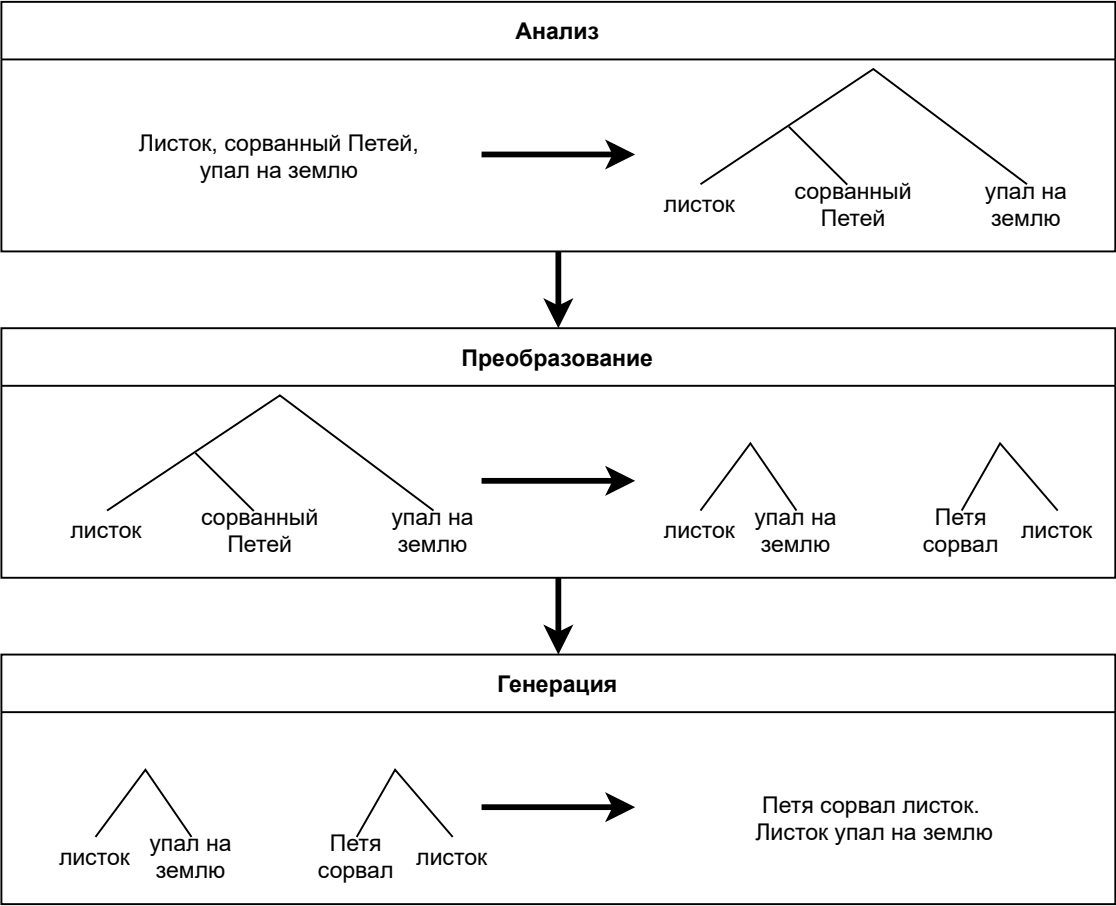 Анализ
Листок, сорванный Петей,
упал на землю
листок
сорванный
Петей
упал на
землю
Преобразование
листок
сорванный
Петей
упал на
землю
листок
упал на
землю
Петя
сорвал
листок
Генерация
листок
упал на
землю
Петя
сорвал
листок
Петя сорвал листок.
Листок упал на землю